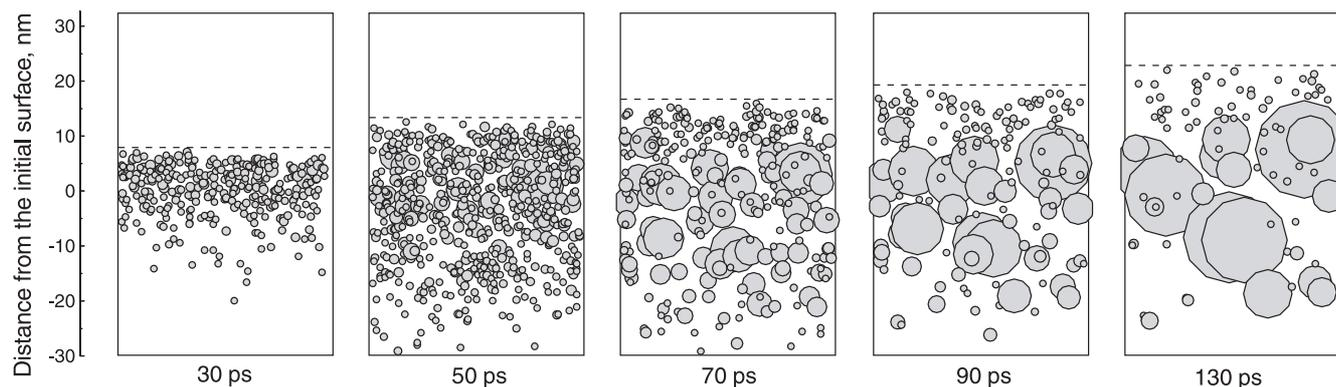 Distance from the initial surface, nm
30
20
10
0
-10
-20
-30
30 ps
50 ps
70 ps
90 ps
130 ps